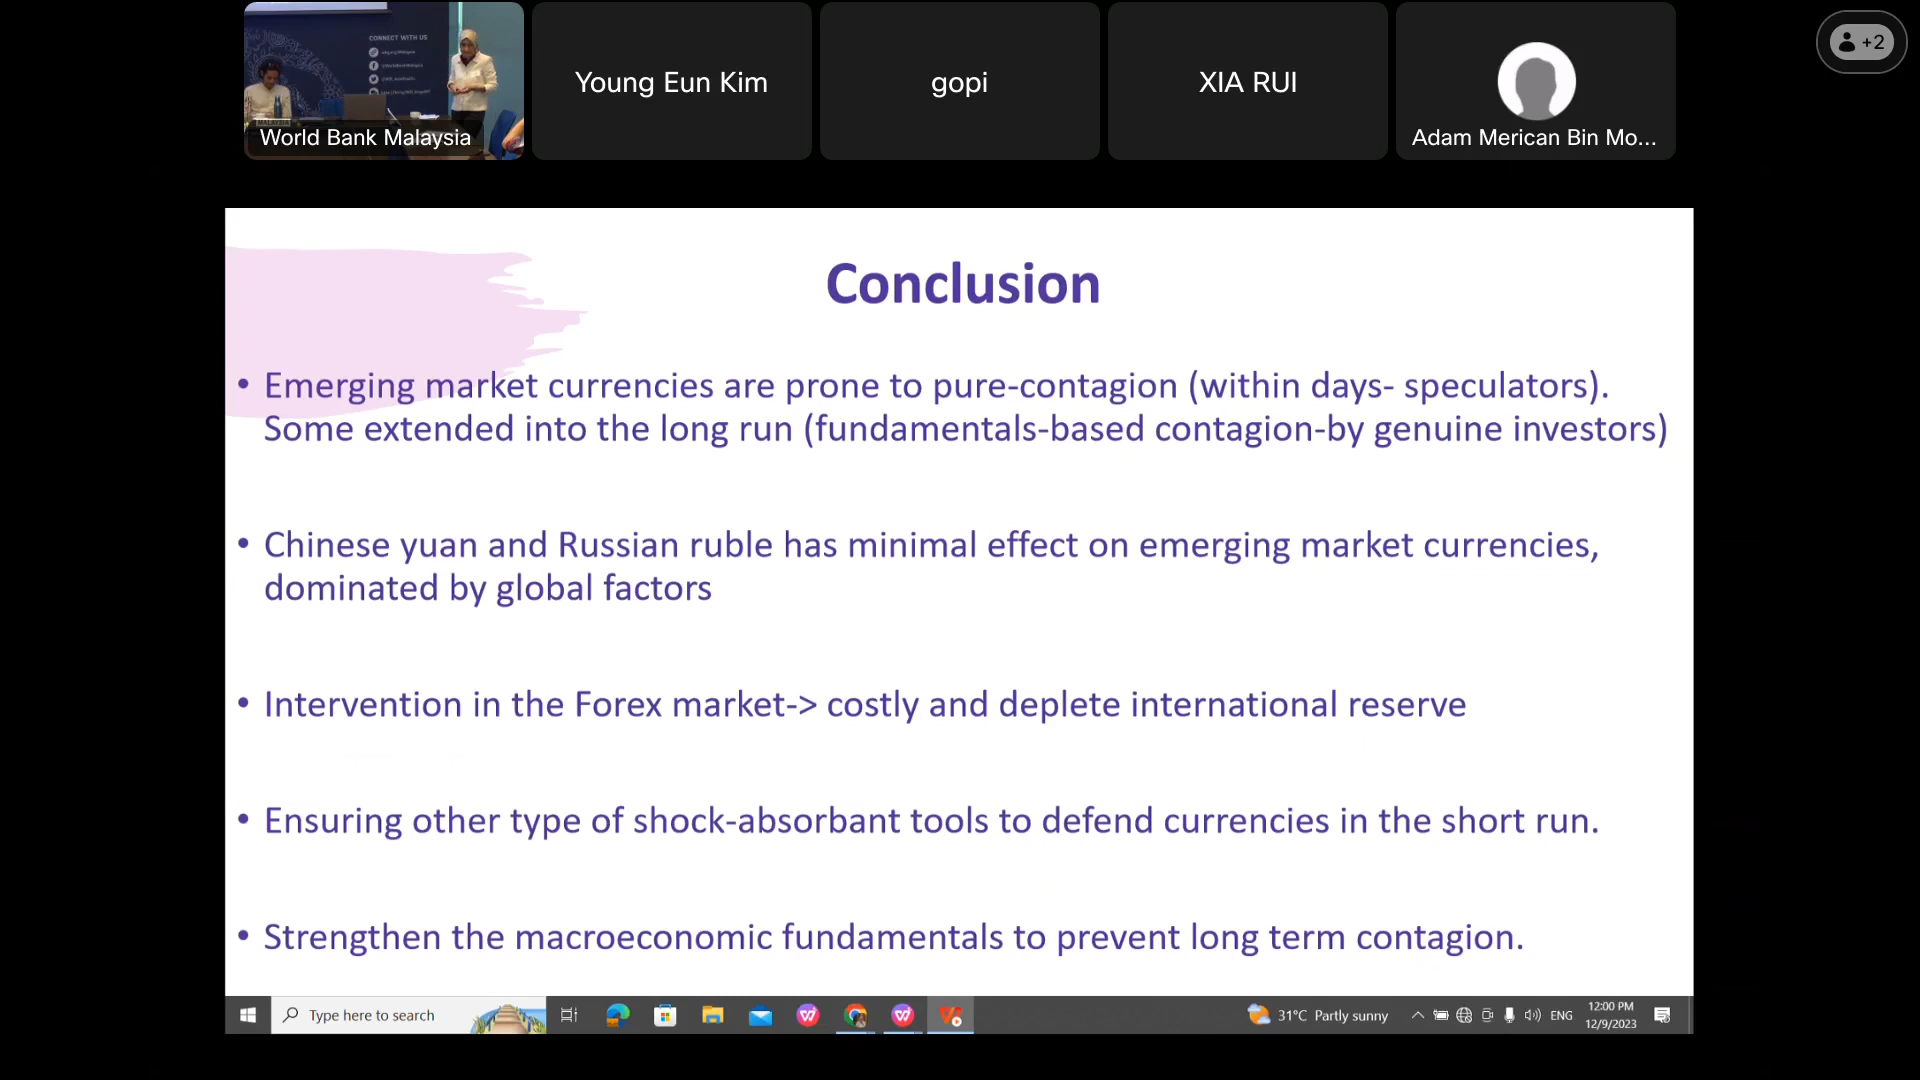 CONNECT WITH US
World Bank Malaysia
Young Eun Kim
gopi
XIA RUI
Adam Merican Bin Mo...
+2
Conclusion
• Emerging market currencies are prone to pure-contagion (within days- speculators).
Some extended into the long run (fundamentals-based contagion-by genuine investors)
• Chinese yuan and Russian ruble has minimal effect on emerging market currencies,
dominated by global factors
• Intervention in the Forex market-> costly and deplete international reserve
• Ensuring other type of shock-absorbant tools to defend currencies in the short run.
• Strengthen the macroeconomic fundamentals to prevent long term contagion.
Type here to search
31°C Partly sunny
ENG
12:00 PM
12/9/2023